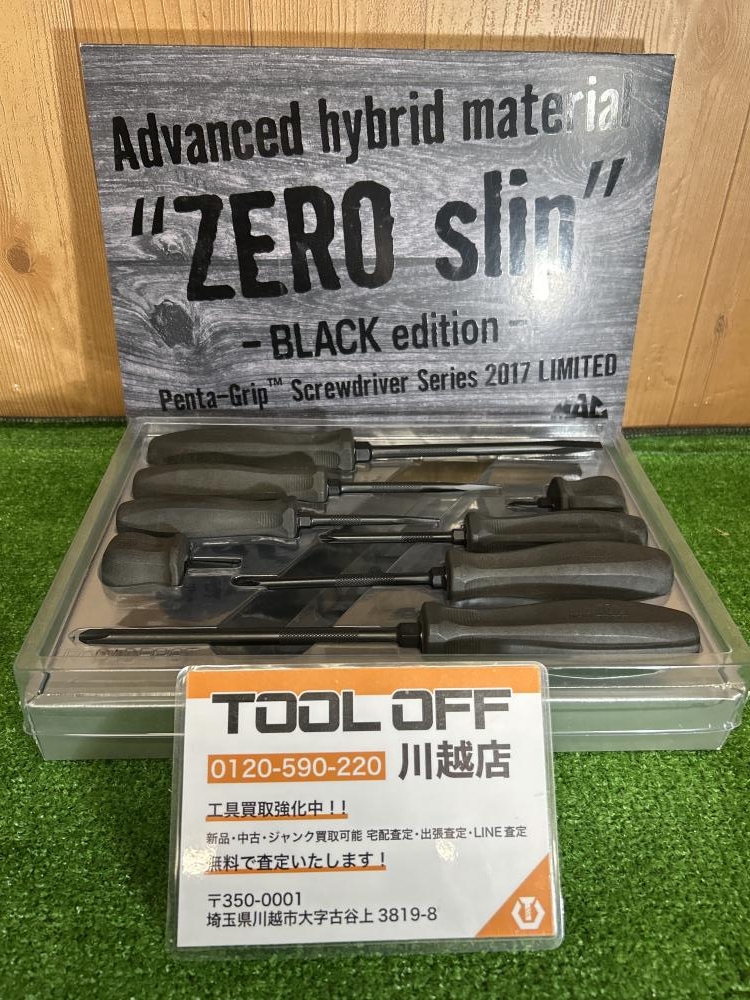 Advanced hybrid material
"ZERO slip"
- BLACK edition -
Penta-Grip™ Screwdriver Series 2017 LIMITED
MAC
TOOL OFF
0120-590-220 川越店
工具買取強化中！！
新品・中古・ジャンク買取可能 宅配査定・出張査定・LINE査定
無料で査定いたします！
〒350-0001
埼玉県川越市大字古谷上 3819-8